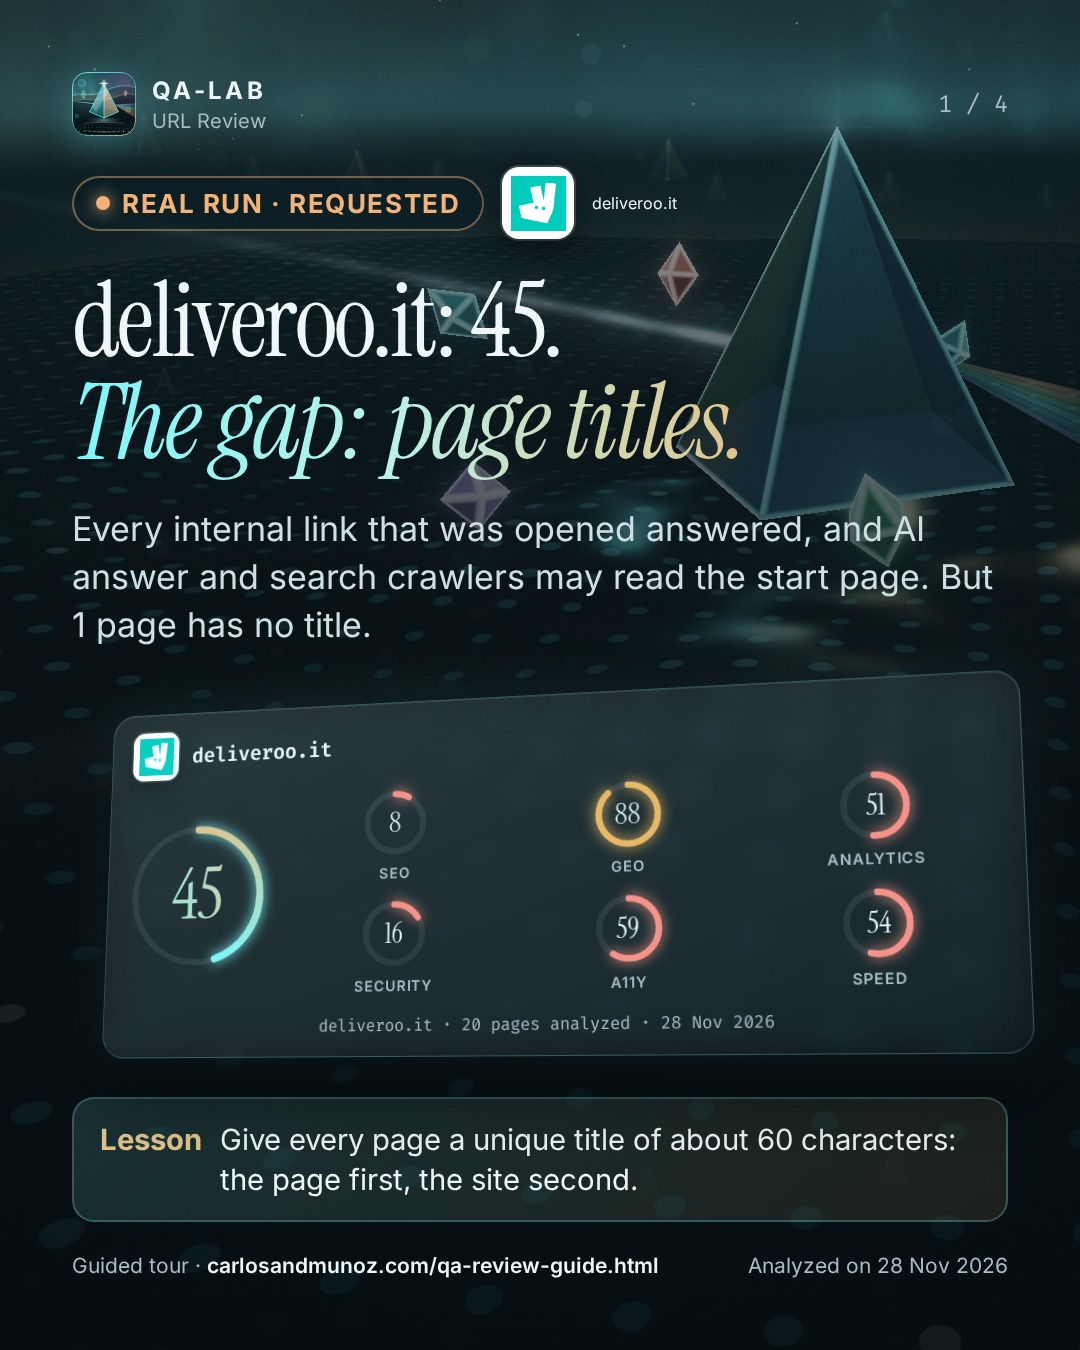 QA-LAB
URL Review
1 / 4
REAL RUN · REQUESTED
deliveroo.it
deliveroo.it: 45.
The gap: page titles.
Every internal link that was opened answered, and AI
answer and search crawlers may read the start page. But
1 page has no title.
deliveroo.it
45
8
SEO
88
GEO
51
ANALYTICS
16
SECURITY
59
A11Y
54
SPEED
deliveroo.it · 20 pages analyzed · 28 Nov 2026
Lesson Give every page a unique title of about 60 characters:
the page first, the site second.
Guided tour · carlosandmunoz.com/qa-review-guide.html
Analyzed on 28 Nov 2026